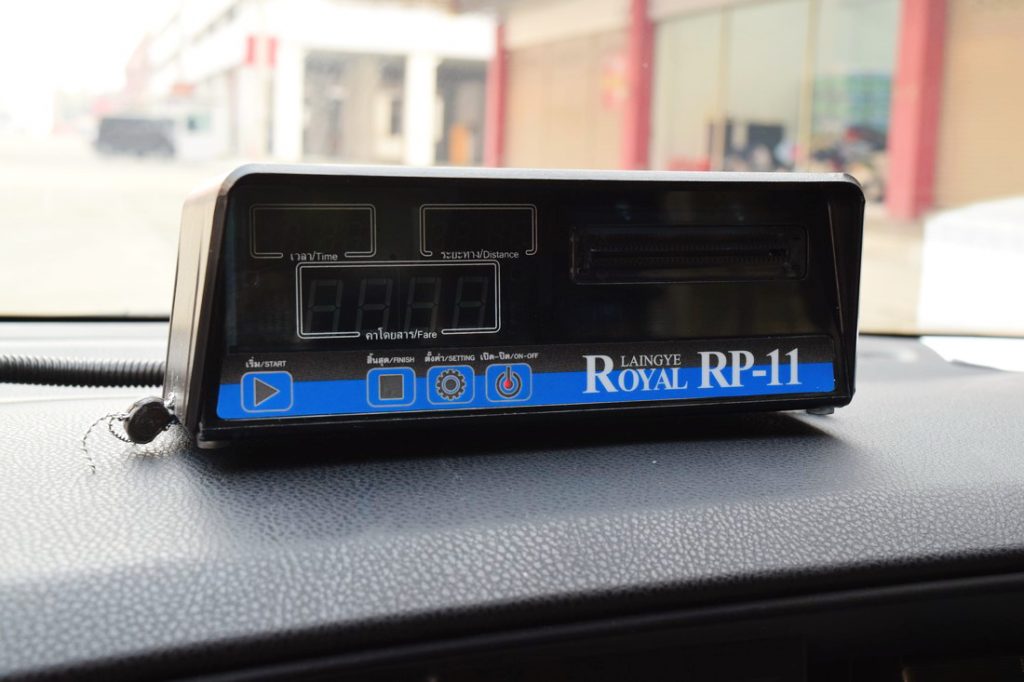 เวลา/Time
ระยะทาง/Distance
ค่าโดยสาร/Fare
เริ่ม/START
สิ้นสุด/FINISH
ตั้งค่า/SETTING
เปิด-ปิด/ON-OFF
LAINGYE
ROYAL RP-11